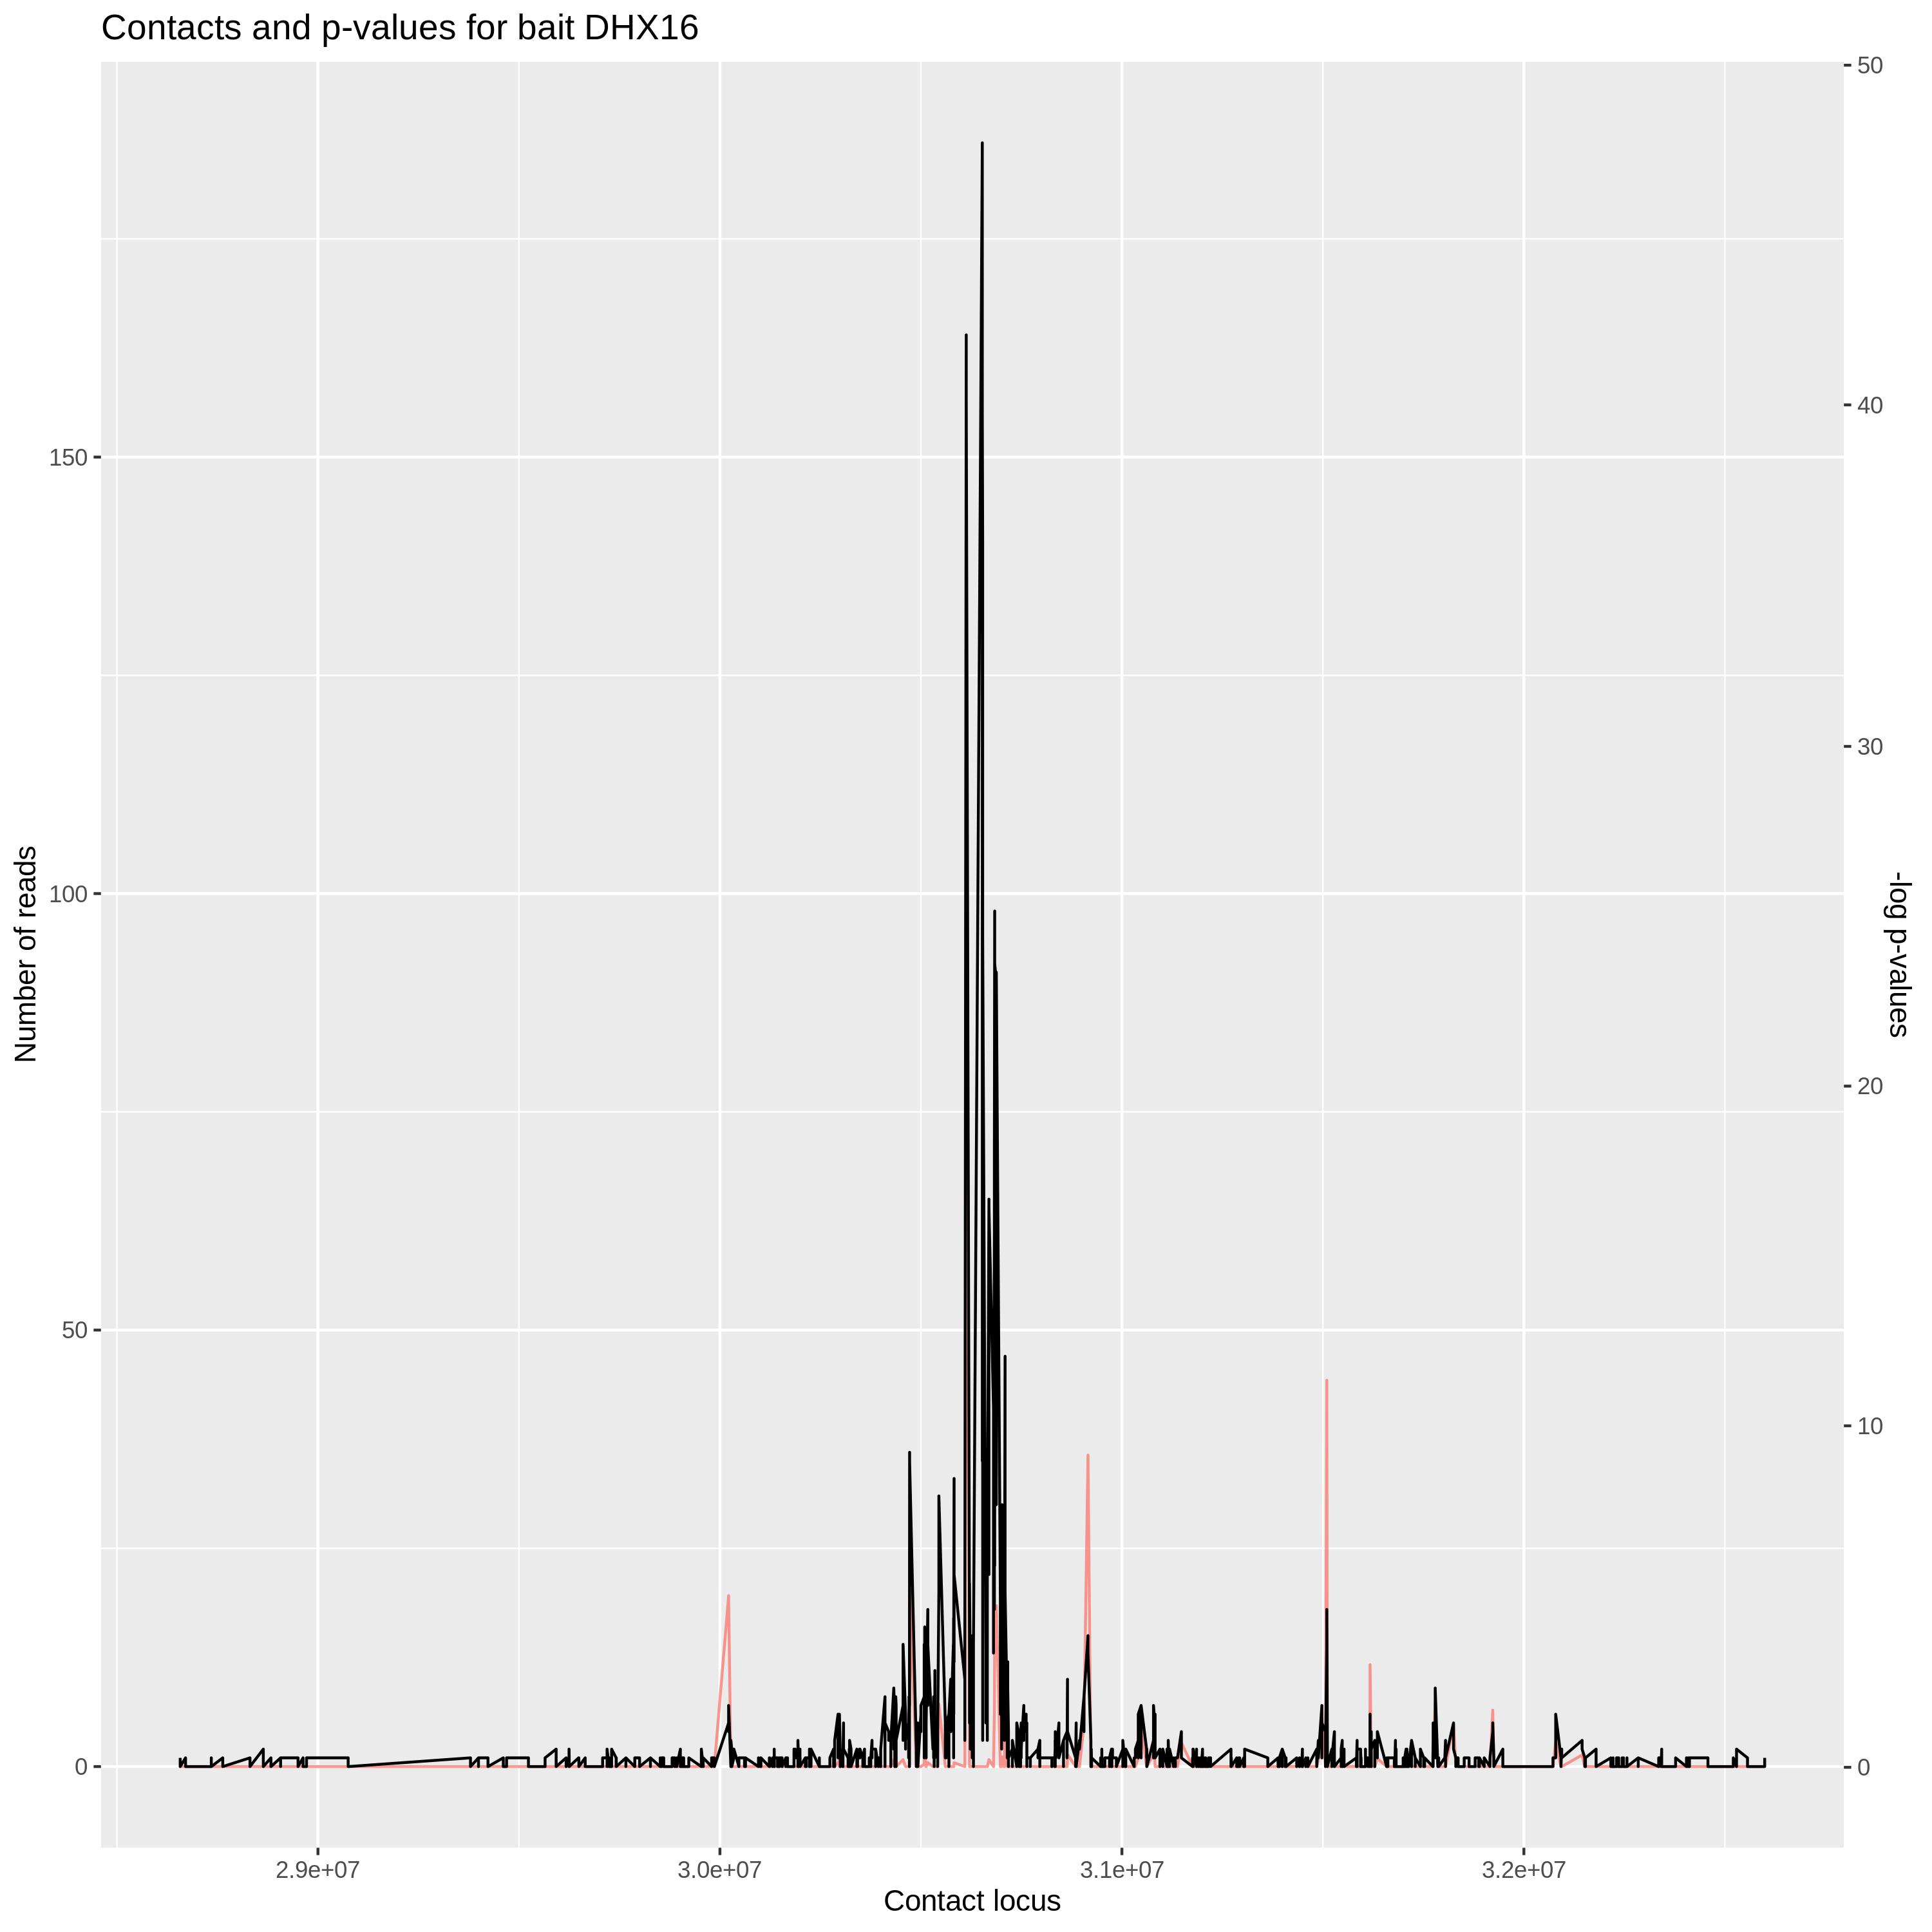 Contacts and p-values for bait DHX16
50
40
150
30
Number of reads
100
-log p-values
20
50
10
0
0
2.9e+07
3.0e+07
3.1e+07
3.2e+07
Contact locus